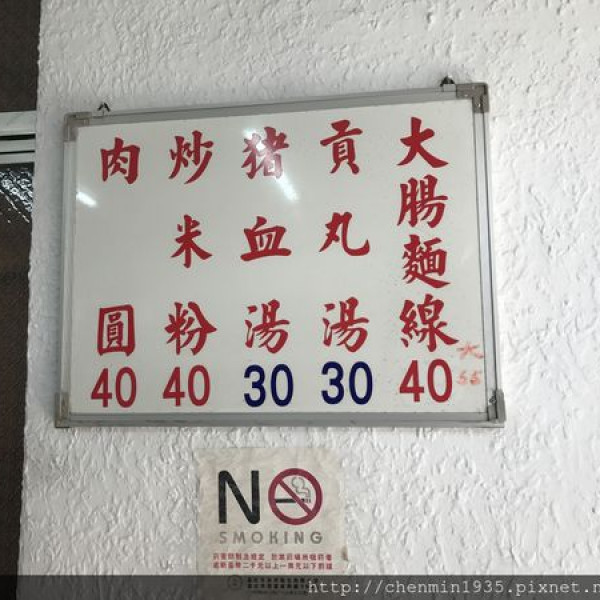 大腸麵線 40
大 55
貢丸湯 30
猪血湯 30
炒米粉 40
肉圓 40
NO
SMOKING
http://chenmin1935.pixnet.n